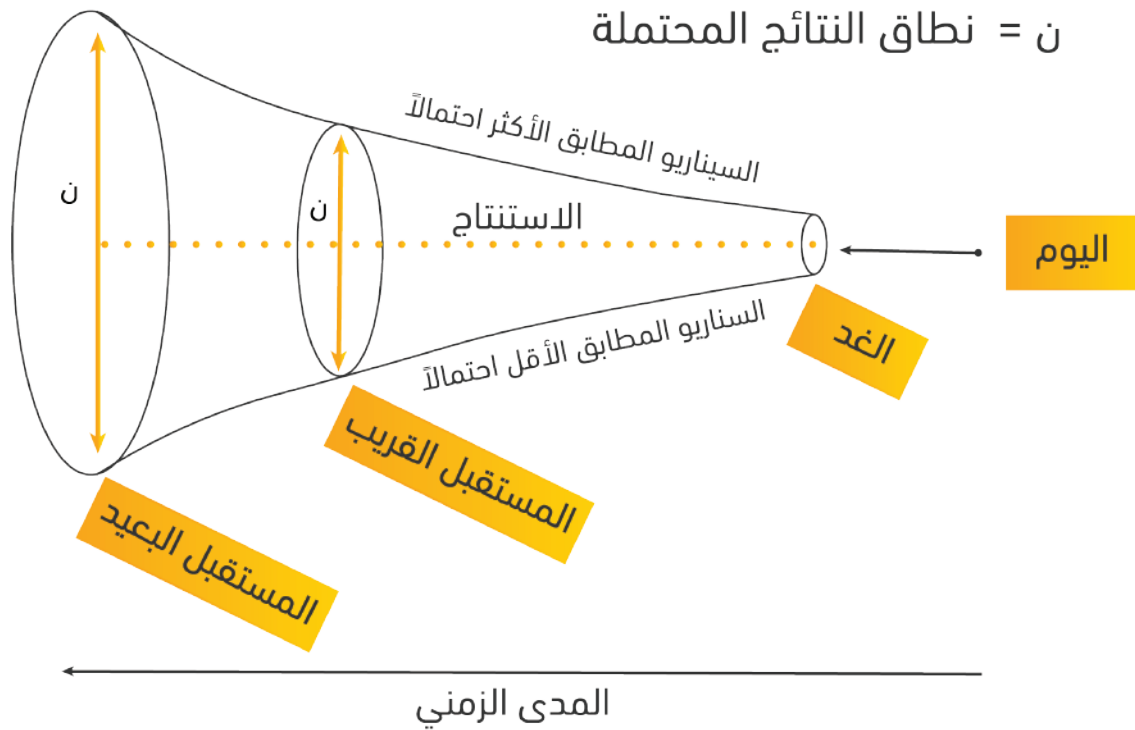 ن = نطاق النتائج المحتملة
السيناريو المطابق الأكثر احتمالاً
ن
ن
الاستنتاج
اليوم
السناريو المطابق الأقل احتمالاً
الغد
المستقبل القريب
المستقبل البعيد
المدى الزمني